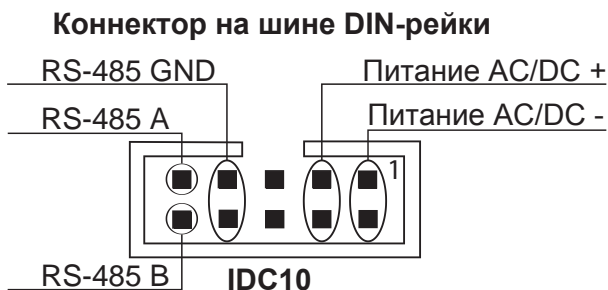 Коннектор на шине DIN-рейки
RS-485 GND
Питание AC/DC +
RS-485 A
Питание AC/DC -
1
RS-485 B
IDC10